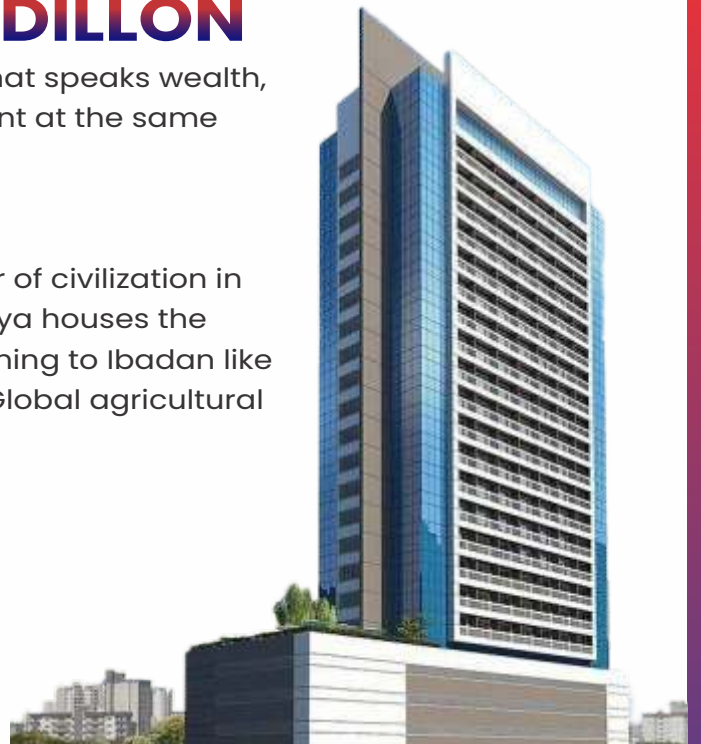 DILLON
hat speaks wealth,
nt at the same
r of civilization in
ya houses the
ning to Ibadan like
Global agricultural